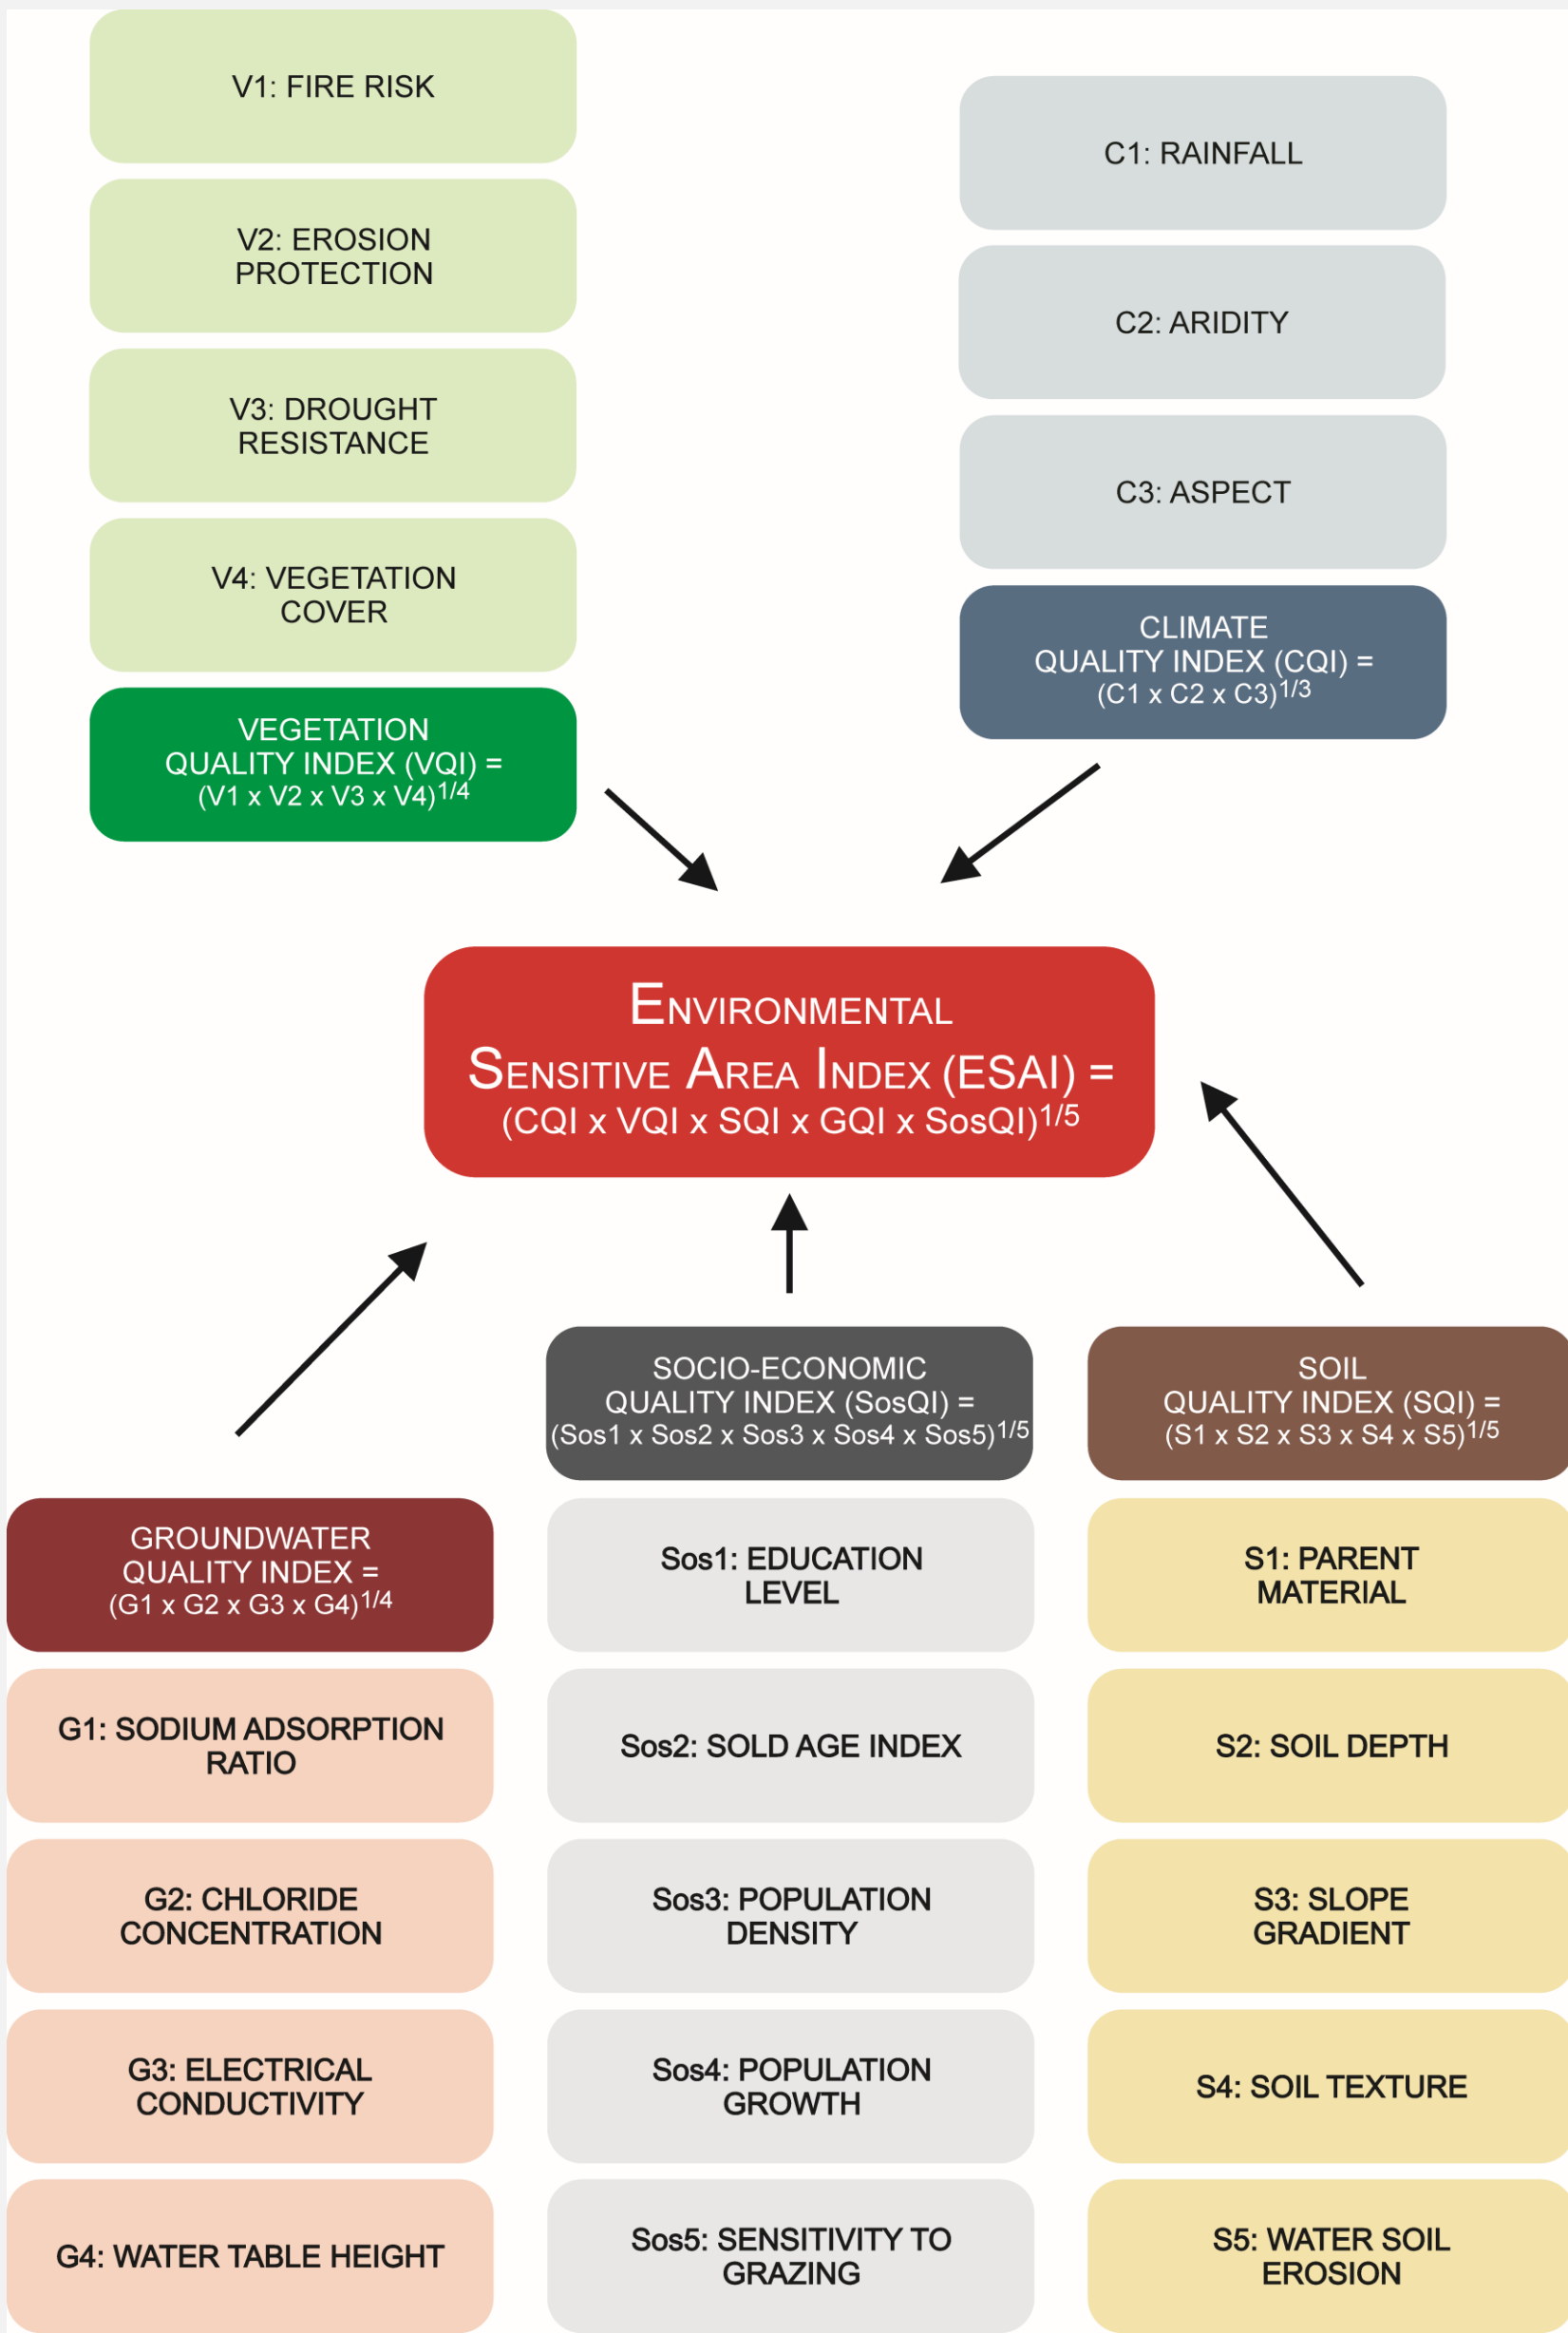 V1: FIRE RISK
V2: EROSION
PROTECTION
V3: DROUGHT
RESISTANCE
V4: VEGETATION
COVER
VEGETATION
QUALITY INDEX (VQI) =
(V1 x V2 x V3 x V4)1/4
C1: RAINFALL
C2: ARIDITY
C3: ASPECT
CLIMATE
QUALITY INDEX (CQI) =
(C1 x C2 x C3)1/3
ENVIRONMENTAL
SENSITIVE AREA INDEX (ESAI) =
(CQI x VQI x SQI x GQI x SosQI)1/5
GROUNDWATER
QUALITY INDEX =
(G1 x G2 x G3 x G4)1/4
G1: SODIUM ADSORPTION
RATIO
G2: CHLORIDE
CONCENTRATION
G3: ELECTRICAL
CONDUCTIVITY
G4: WATER TABLE HEIGHT
SOCIO-ECONOMIC
QUALITY INDEX (SosQI) =
(Sos1 x Sos2 x Sos3 x Sos4 x Sos5)1/5
Sos1: EDUCATION
LEVEL
Sos2: SOLD AGE INDEX
Sos3: POPULATION
DENSITY
Sos4: POPULATION
GROWTH
Sos5: SENSITIVITY TO
GRAZING
SOIL
QUALITY INDEX (SQI) =
(S1 x S2 x S3 x S4 x S5)1/5
S1: PARENT
MATERIAL
S2: SOIL DEPTH
S3: SLOPE
GRADIENT
S4: SOIL TEXTURE
S5: WATER SOIL
EROSION